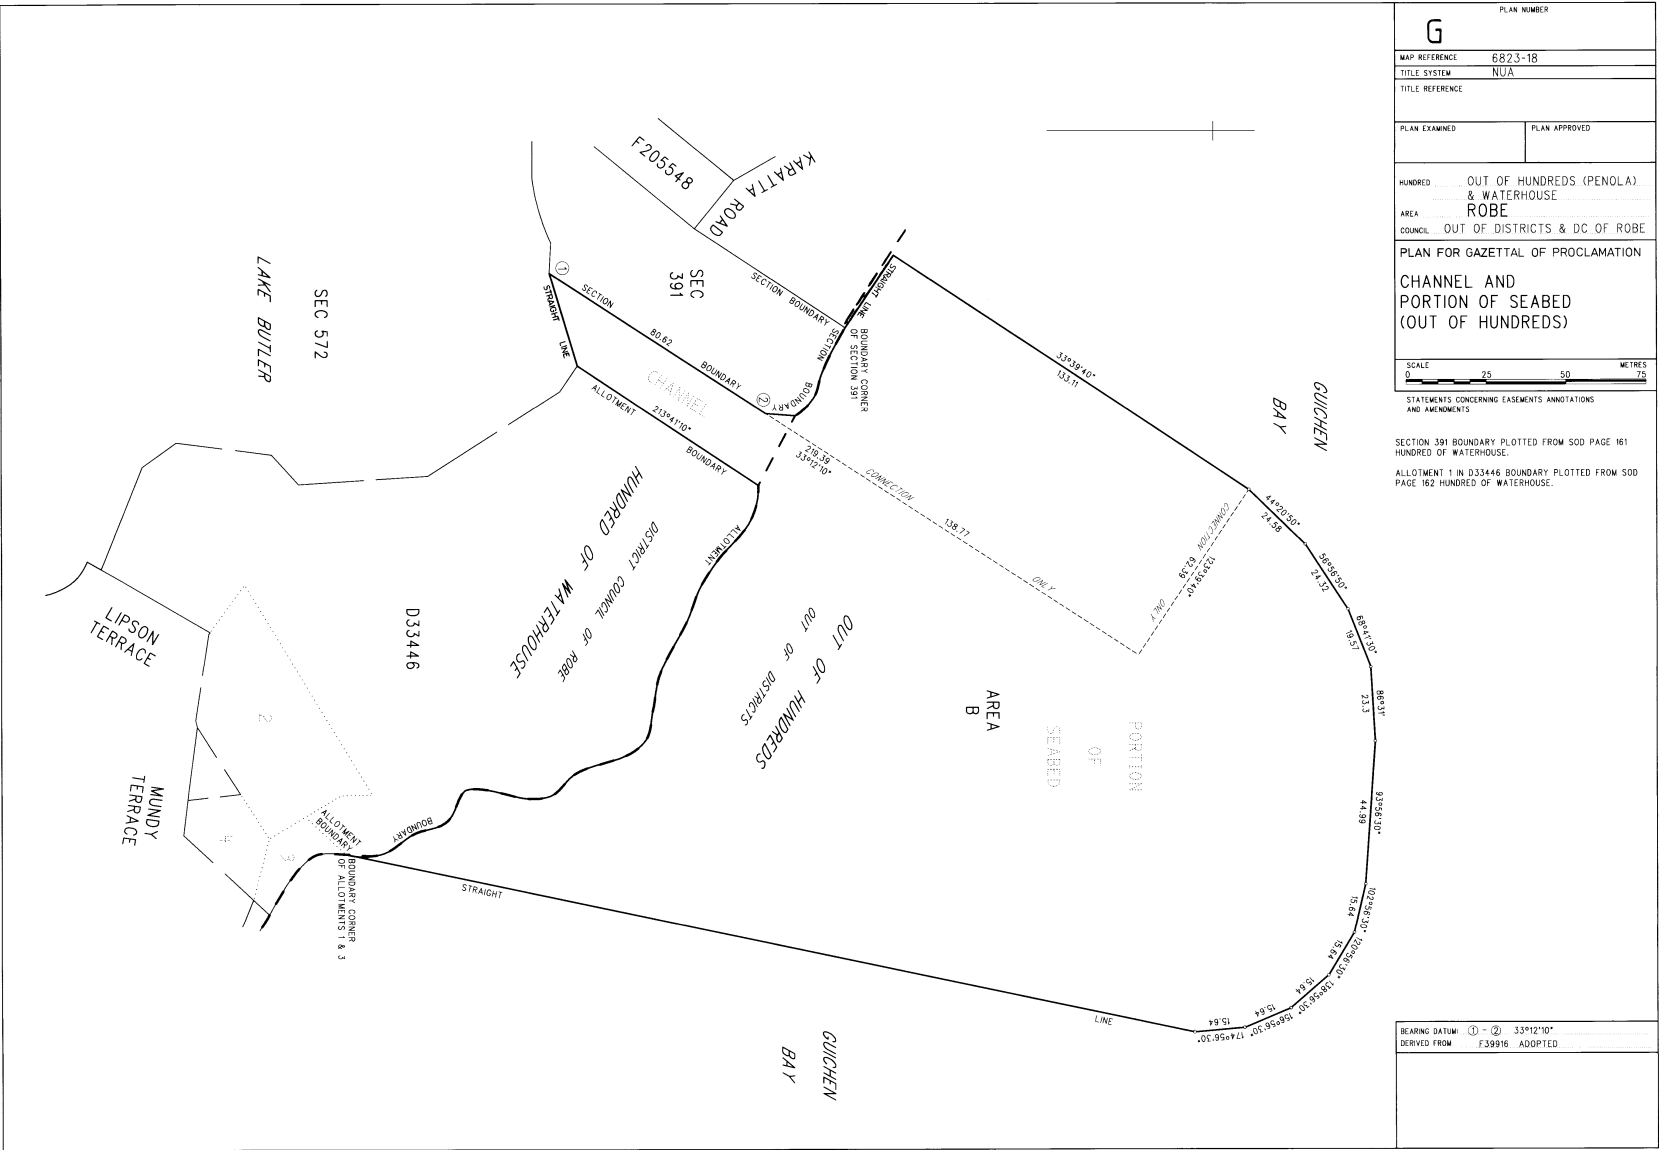 PLAN NUMBER
G
MAP REFERENCE 6823-18
TITLE SYSTEM NUA
TITLE REFERENCE
PLAN EXAMINED
PLAN APPROVED
HUNDRED OUT OF HUNDREDS (PENOLA)
& WATERHOUSE
AREA ROBE
COUNCIL OUT OF DISTRICTS & DC OF ROBE
PLAN FOR GAZETTAL OF PROCLAMATION
CHANNEL AND
PORTION OF SEABED
(OUT OF HUNDREDS)
SCALE METRES
0 25 50 75
STATEMENTS CONCERNING EASEMENTS ANNOTATIONS
AND AMENDMENTS
SECTION 391 BOUNDARY PLOTTED FROM SOD PAGE 161
HUNDRED OF WATERHOUSE.
ALLOTMENT 1 IN D33446 BOUNDARY PLOTTED FROM SOD
PAGE 162 HUNDRED OF WATERHOUSE.
BEARING DATUM: ① - ② 33°12'10"
DERIVED FROM F39916 ADOPTED
F205548
KARATTA
ROAD
SEC
391
SECTION BOUNDARY
STRAIGHT LINE
BOUNDARY CORNER
OF SECTION 391
SECTION BOUNDARY
①
SECTION
80.62
BOUNDARY
②
STRAIGHT
LINE
CHANNEL
ALLOTMENT
213°41'10"
BOUNDARY
LAKE BUTLER
SEC 572
33°39'40"
133.11
GUICHEN
BAY
219.39
33°12'10"
CONNECTION
138.77
ONLY
CONNECTION
123°39'40"
62.39
ONLY
44°20'50"
24.58
56°56'50"
24.32
68°41'30"
19.57
86°31'
23.3
93°56'30"
44.99
102°56'30"
15.64
120°56'30"
15.64
138°56'30"
15.64
156°56'30"
15.64
174°56'30"
15.64
HUNDRED OF WATERHOUSE
DISTRICT COUNCIL OF ROBE
ALLOTMENT
OUT OF HUNDREDS
OUT OF DISTRICTS
AREA
B
PORTION
OF
SEABED
D33446
LIPSON
TERRACE
MUNDY
TERRACE
2
4
3
ALLOTMENT
BOUNDARY
BOUNDARY
BOUNDARY CORNER
OF ALLOTMENTS 1 & 3
STRAIGHT
LINE
GUICHEN
BAY